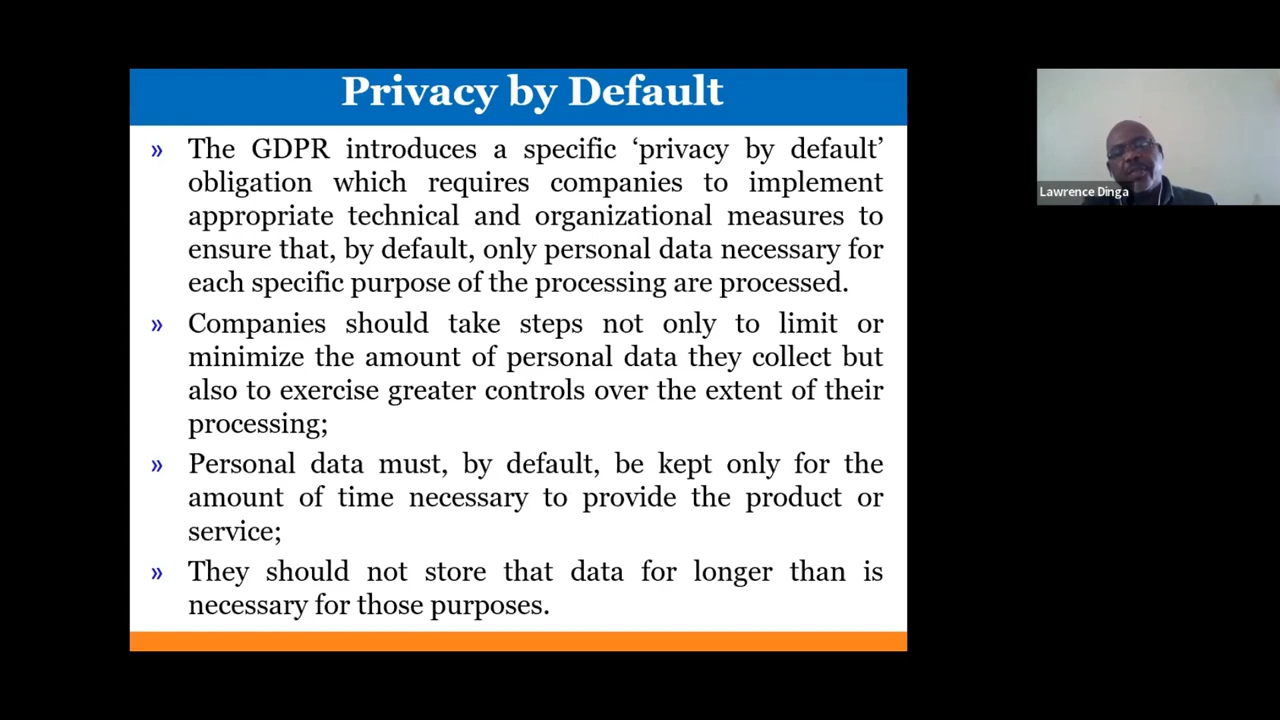 Privacy by Default
» The GDPR introduces a specific ‘privacy by default’
obligation which requires companies to implement
appropriate technical and organizational measures to
ensure that, by default, only personal data necessary for
each specific purpose of the processing are processed.
» Companies should take steps not only to limit or
minimize the amount of personal data they collect but
also to exercise greater controls over the extent of their
processing;
» Personal data must, by default, be kept only for the
amount of time necessary to provide the product or
service;
» They should not store that data for longer than is
necessary for those purposes.
Lawrence Dinga